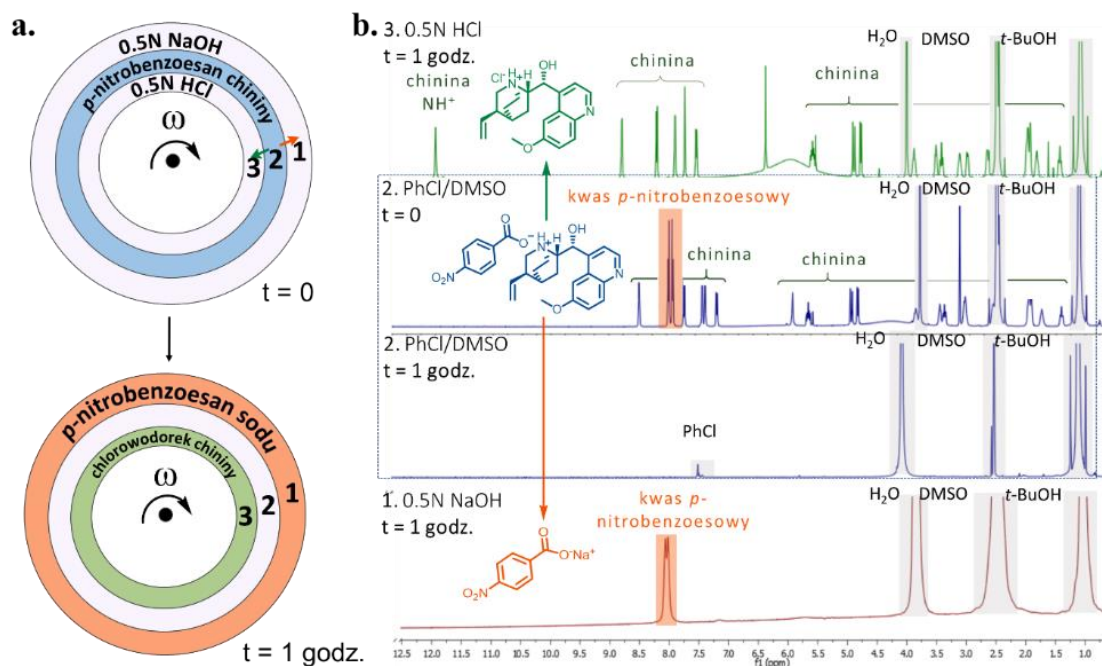 a.
0.5N NaOH
p-nitrobenzoesan chininy
0.5N HCl
ω
3 2 1
t = 0
p-nitrobenzoesan sodu
chlorowodorek chininy
ω
3 2 1
t = 1 godz.
b.
3. 0.5N HCl
t = 1 godz.
chinina
NH⁺
Cl⁻ H H OH
N⁺
N
O
chinina
chinina
H₂O DMSO t-BuOH
2. PhCl/DMSO
t = 0
kwas p-nitrobenzoesowy
O
O⁻
O₂N
H H OH
N⁺
N
O
chinina
chinina
H₂O DMSO t-BuOH
2. PhCl/DMSO
t = 1 godz.
PhCl
H₂O DMSO t-BuOH
1. 0.5N NaOH
t = 1 godz.
kwas p-
nitrobenzoesowy
O
O⁻Na⁺
O₂N
H₂O DMSO t-BuOH
12.5 12.0 11.5 11.0 10.5 10.0 9.5 9.0 8.5 8.0 7.5 7.0 6.5 6.0 5.5 5.0 4.5 4.0 3.5 3.0 2.5 2.0 1.5 1.0
f1 (ppm)